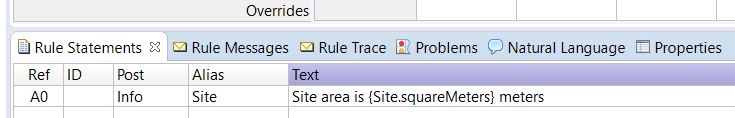 Overrides
Rule Statements Rule Messages Rule Trace Problems Natural Language Properties
Ref ID Post Alias Text
A0 Info Site Site area is {Site.squareMeters} meters